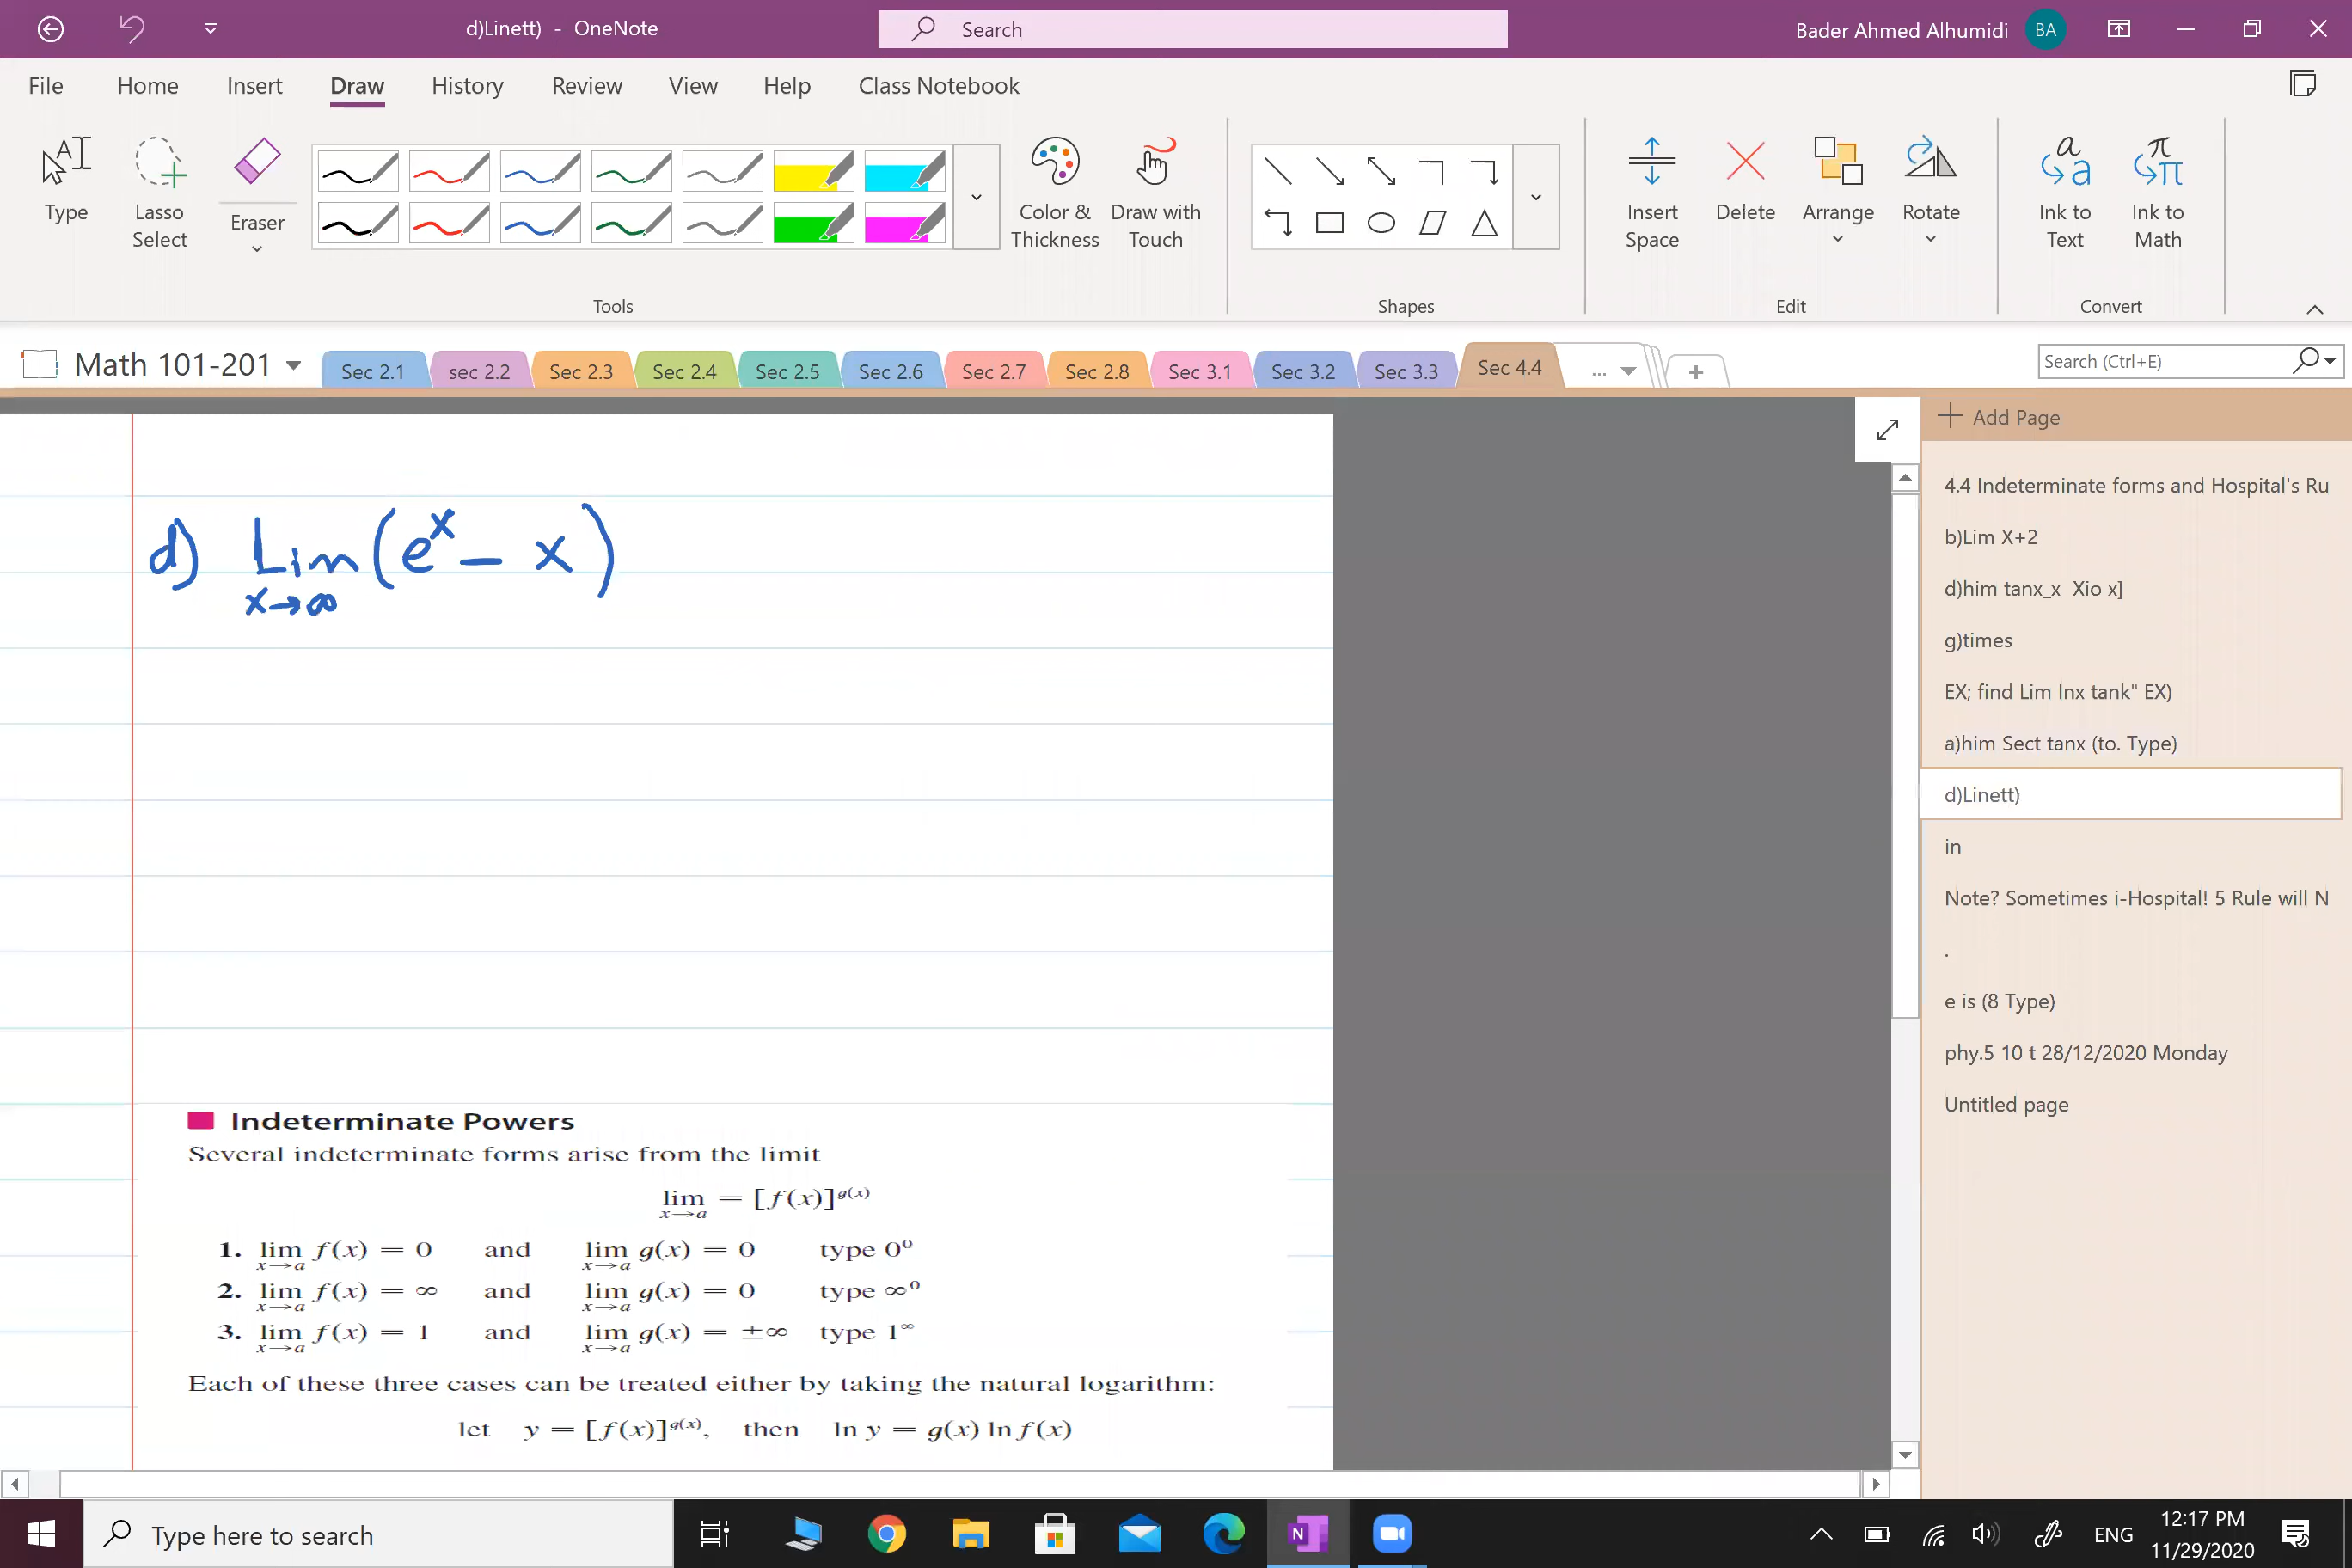 d)Linett) - OneNote
Search
Bader Ahmed Alhumidi
BA
File
Home
Insert
Draw
History
Review
View
Help
Class Notebook
Type
Lasso Select
Eraser
Color & Thickness
Draw with Touch
Insert Space
Delete
Arrange
Rotate
Ink to Text
Ink to Math
Tools
Shapes
Edit
Convert
Math 101-201
Sec 2.1
sec 2.2
Sec 2.3
Sec 2.4
Sec 2.5
Sec 2.6
Sec 2.7
Sec 2.8
Sec 3.1
Sec 3.2
Sec 3.3
Sec 4.4
...
Search (Ctrl+E)
d) Lim (e^x - x)
x→∞
Indeterminate Powers
Several indeterminate forms arise from the limit
lim = [f(x)]^g(x)
x→a
1. lim f(x) = 0 and lim g(x) = 0 type 0⁰
x→a x→a
2. lim f(x) = ∞ and lim g(x) = 0 type ∞⁰
x→a x→a
3. lim f(x) = 1 and lim g(x) = ±∞ type 1^∞
x→a x→a
Each of these three cases can be treated either by taking the natural logarithm:
let y = [f(x)]^g(x), then ln y = g(x) ln f(x)
Add Page
4.4 Indeterminate forms and Hospital's Ru
b)Lim X+2
d)him tanx_x Xio x]
g)times
EX; find Lim Inx tank" EX)
a)him Sect tanx (to. Type)
d)Linett)
in
Note? Sometimes i-Hospital! 5 Rule will N
.
e is (8 Type)
phy.5 10 t 28/12/2020 Monday
Untitled page
Type here to search
ENG
12:17 PM
11/29/2020